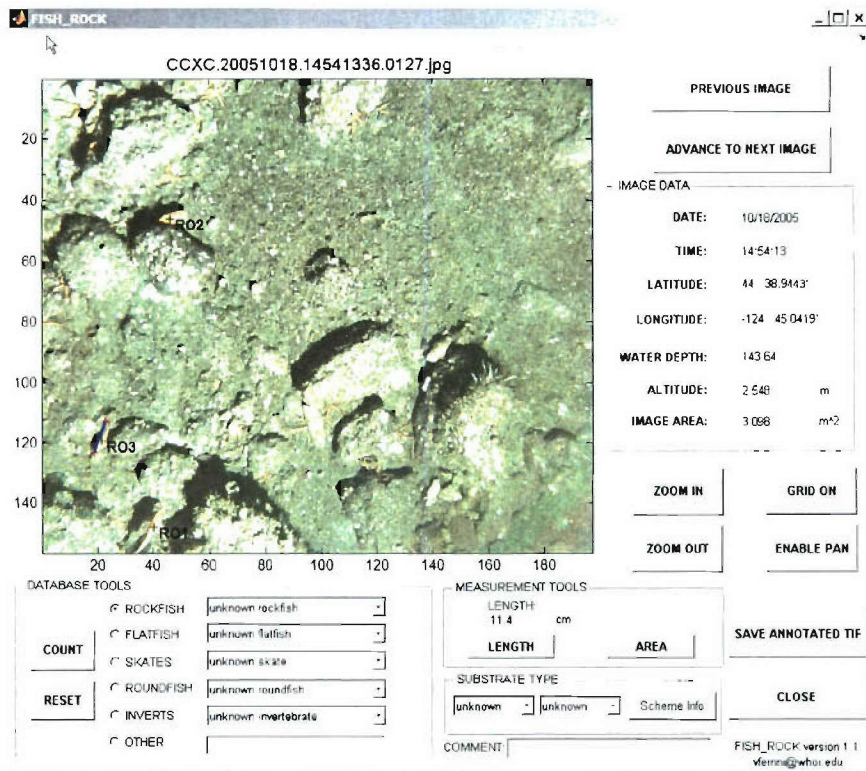 FISH_ROCK
CCXC.20051018.14541336.0127.jpg
20
40
60
80
100
120
140
20 40 60 80 100 120 140 160 180
RO2
RO3
RO1
PREVIOUS IMAGE
ADVANCE TO NEXT IMAGE
IMAGE DATA
DATE: 10/18/2005
TIME: 14:54:13
LATITUDE: 44 38.9443'
LONGITUDE: -124 45.0419'
WATER DEPTH: 143.64
ALTITUDE: 2.548 m
IMAGE AREA: 3.098 m^2
ZOOM IN
GRID ON
ZOOM OUT
ENABLE PAN
DATABASE TOOLS
COUNT
RESET
ROCKFISH unknown rockfish
FLATFISH unknown flatfish
SKATES unknown skate
ROUNDFISH unknown roundfish
INVERTS unknown invertebrate
OTHER
MEASUREMENT TOOLS
LENGTH:
11.4 cm
LENGTH
AREA
SUBSTRATE TYPE
unknown
unknown
Scheme Info
COMMENT:
SAVE ANNOTATED TIF
CLOSE
FISH_ROCK version 1.1
vferrini@whoi.edu